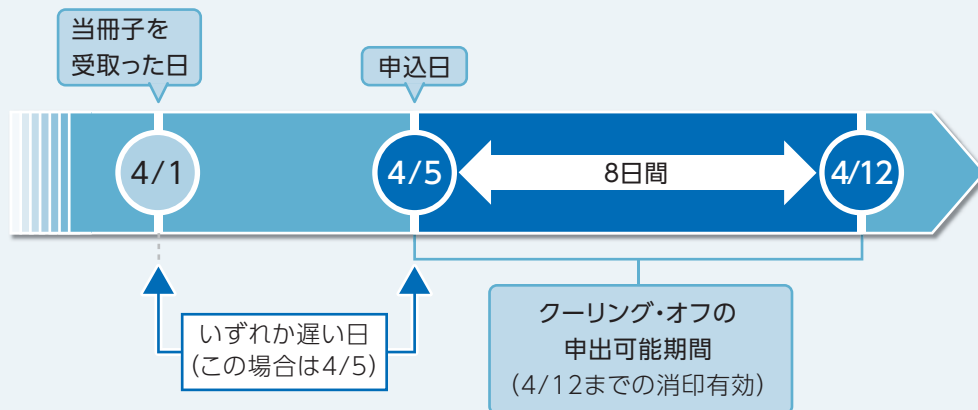 当冊子を
受取った日
申込日
4/1
4/5
8日間
4/12
いずれか遅い日
(この場合は4/5)
クーリング・オフの
申出可能期間
(4/12までの消印有効)